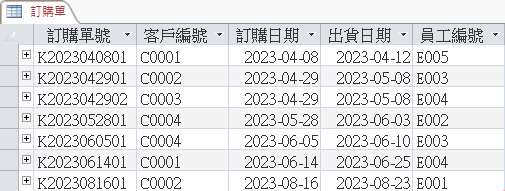 訂購單
訂購單號 客戶編號 訂購日期 出貨日期 員工編號
K2023040801 C0001 2023-04-08 2023-04-12 E005
K2023042901 C0002 2023-04-29 2023-05-08 E003
K2023042902 C0003 2023-04-29 2023-05-08 E004
K2023052801 C0004 2023-05-28 2023-06-03 E002
K2023060501 C0004 2023-06-05 2023-06-10 E003
K2023061401 C0001 2023-06-14 2023-06-25 E004
K2023081601 C0002 2023-08-16 2023-08-23 E001